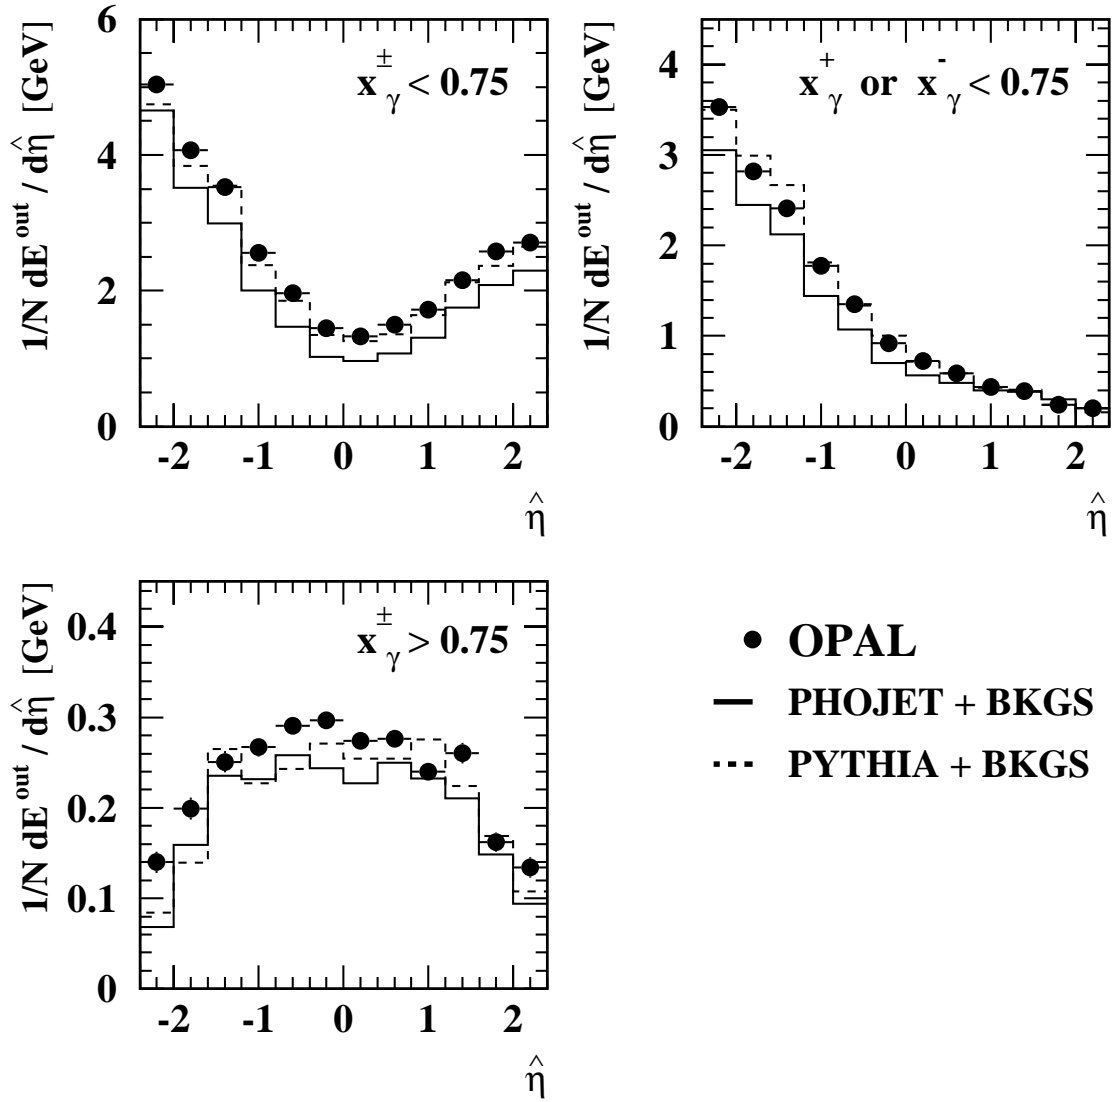 1/N dE^out / dη̂ [GeV]
6
4
2
0
x_γ^± < 0.75
-2 -1 0 1 2
η̂
1/N dE^out / dη̂ [GeV]
4
3
2
1
0
x_γ^+ or x_γ^- < 0.75
-2 -1 0 1 2
η̂
1/N dE^out / dη̂ [GeV]
0.4
0.3
0.2
0.1
0
x_γ^± > 0.75
-2 -1 0 1 2
η̂
OPAL
PHOJET + BKGS
PYTHIA + BKGS